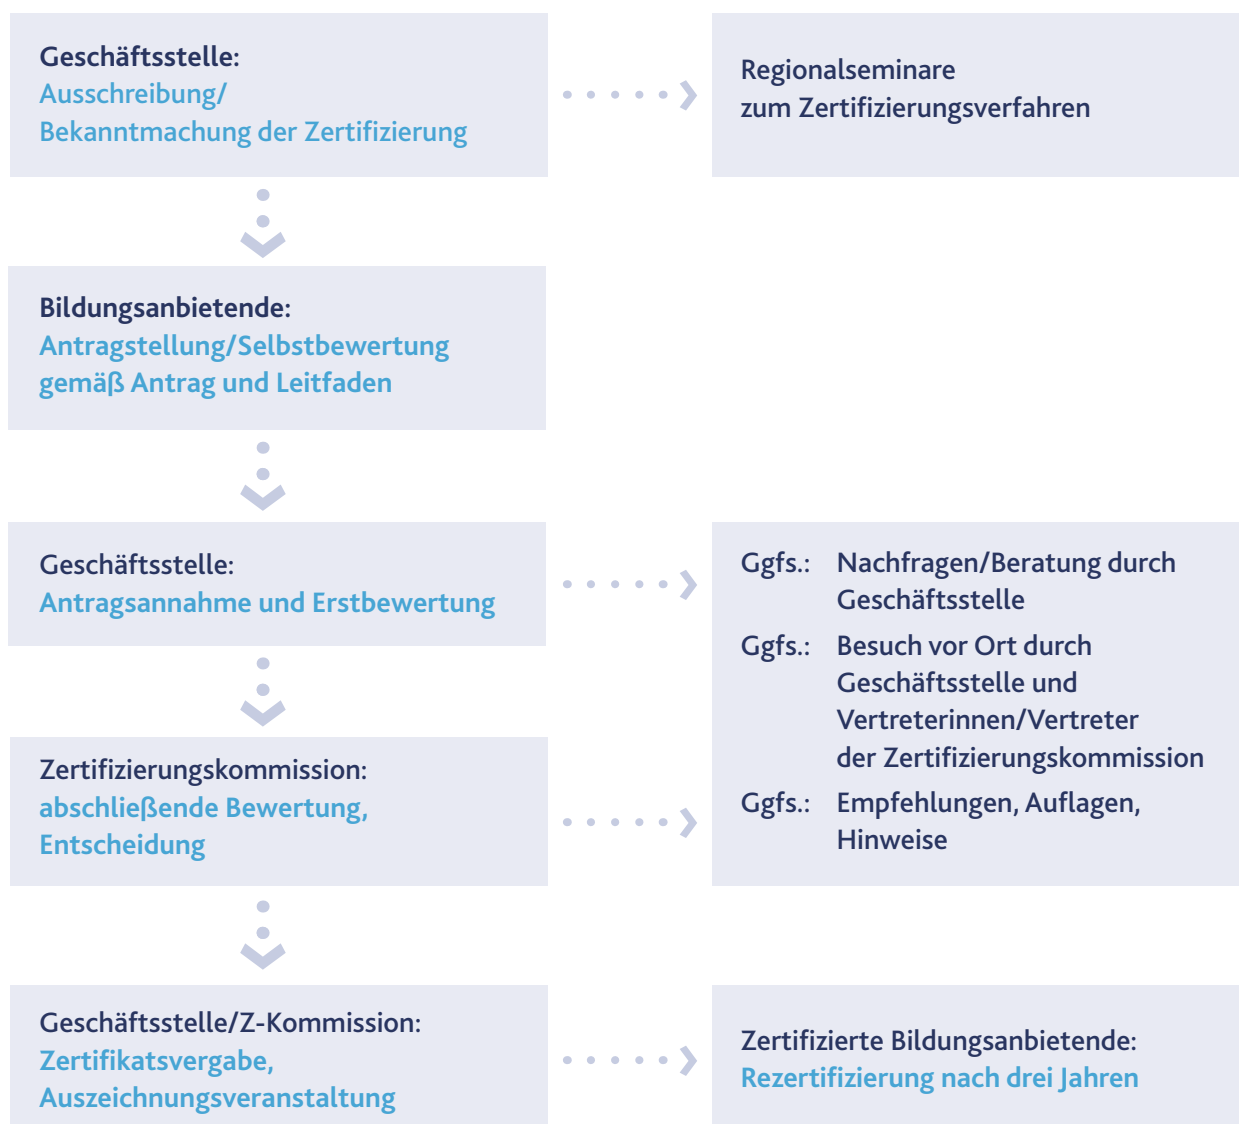 Geschäftsstelle:
Ausschreibung/
Bekanntmachung der Zertifizierung
Regionalseminare
zum Zertifizierungsverfahren
Bildungsanbietende:
Antragstellung/Selbstbewertung
gemäß Antrag und Leitfaden
Geschäftsstelle:
Antragsannahme und Erstbewertung
Ggfs.: Nachfragen/Beratung durch
Geschäftsstelle
Ggfs.: Besuch vor Ort durch
Geschäftsstelle und
Vertreterinnen/Vertreter
der Zertifizierungskommission
Ggfs.: Empfehlungen, Auflagen,
Hinweise
Zertifizierungskommission:
abschließende Bewertung,
Entscheidung
Geschäftsstelle/Z-Kommission:
Zertifikatsvergabe,
Auszeichnungsveranstaltung
Zertifizierte Bildungsanbietende:
Rezertifizierung nach drei Jahren